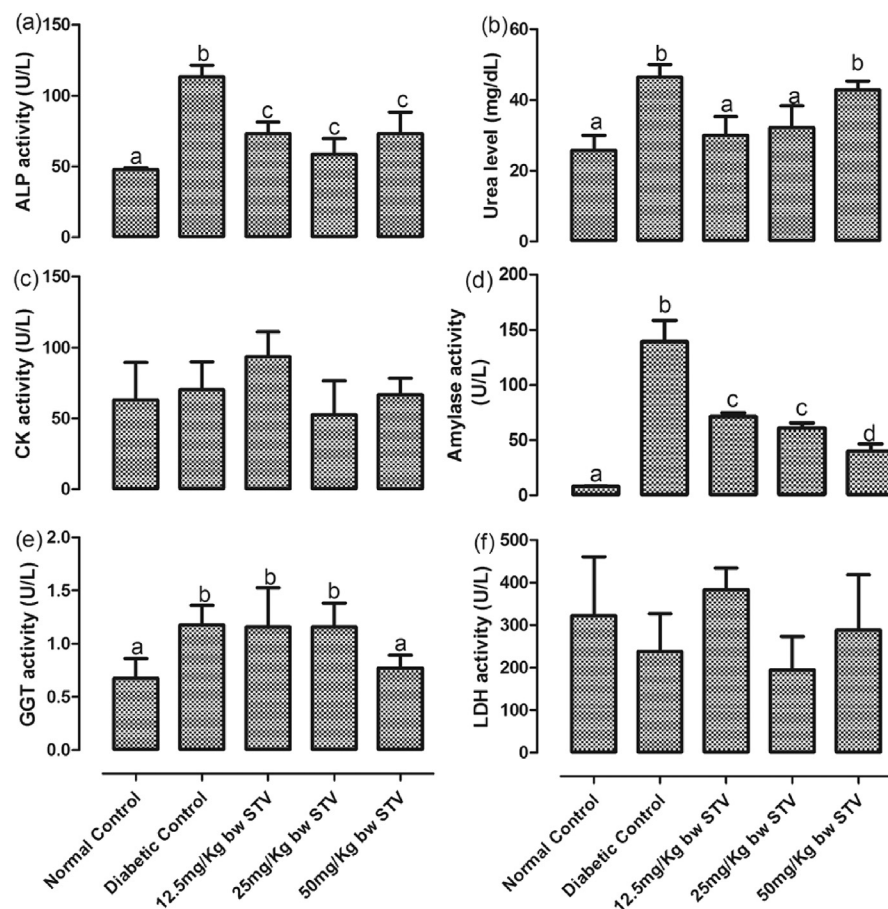 (a)
ALP activity (U/L)
150
100
50
0
a
b
c
c
c
(b)
Urea level (mg/dL)
60
40
20
0
a
b
a
a
b
(c)
CK activity (U/L)
150
100
50
0
(d)
Amylase activity
(U/L)
200
150
100
50
0
a
b
c
c
d
(e)
GGT activity (U/L)
2.0
1.5
1.0
0.5
0.0
a
b
b
b
a
Normal Control
Diabetic Control
12.5mg/Kg bw STV
25mg/Kg bw STV
50mg/Kg bw STV
(f)
LDH activity (U/L)
500
400
300
200
100
0
Normal Control
Diabetic Control
12.5mg/Kg bw STV
25mg/Kg bw STV
50mg/Kg bw STV